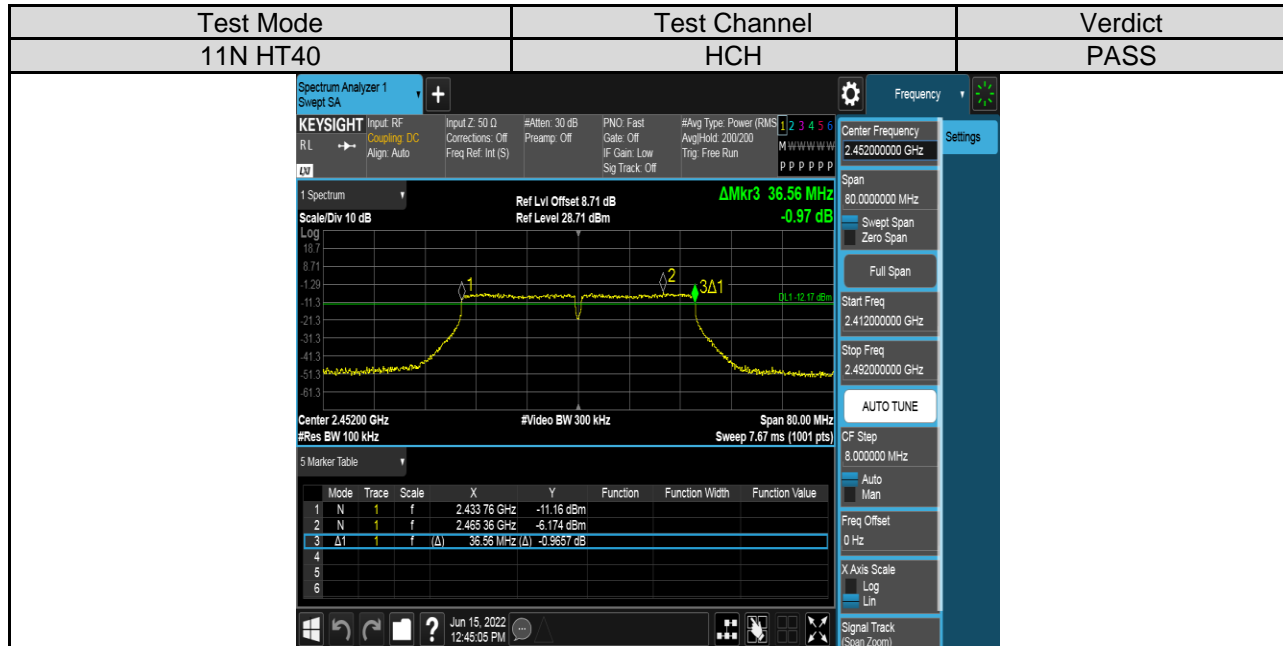 Test Mode Test Channel Verdict
11N HT40 HCH PASS
Spectrum Analyzer 1
Swept SA
+
Frequency
KEYSIGHT
RL
LXI
Input: RF
Coupling: DC
Align: Auto
Input Z: 50 Ω
Corrections: Off
Freq Ref: Int (S)
#Atten: 30 dB
Preamp: Off
PNO: Fast
Gate: Off
IF Gain: Low
Sig Track: Off
#Avg Type: Power (RMS
Avg|Hold: 200/200
Trig: Free Run
1 2 3 4 5 6
M W W W W W
P P P P P P
1 Spectrum
Scale/Div 10 dB
Ref Lvl Offset 8.71 dB
Ref Level 28.71 dBm
ΔMkr3 36.56 MHz
-0.97 dB
Log
18.7
8.71
-1.29
-11.3
-21.3
-31.3
-41.3
-51.3
-61.3
1
2
3Δ1
DL1 -12.17 dBm
Center 2.45200 GHz #Video BW 300 kHz Span 80.00 MHz
#Res BW 100 kHz Sweep 7.67 ms (1001 pts)
5 Marker Table
Mode Trace Scale X Y Function Function Width Function Value
1 N 1 f 2.433 76 GHz -11.16 dBm
2 N 1 f 2.465 36 GHz -6.174 dBm
3 Δ1 1 f (Δ) 36.56 MHz (Δ) -0.9657 dB
4
5
6
?
Jun 15, 2022
12:45:05 PM
Center Frequency
2.452000000 GHz
Settings
Span
80.0000000 MHz
Swept Span
Zero Span
Full Span
Start Freq
2.412000000 GHz
Stop Freq
2.492000000 GHz
AUTO TUNE
CF Step
8.000000 MHz
Auto
Man
Freq Offset
0 Hz
X Axis Scale
Log
Lin
Signal Track
(Span Zoom)